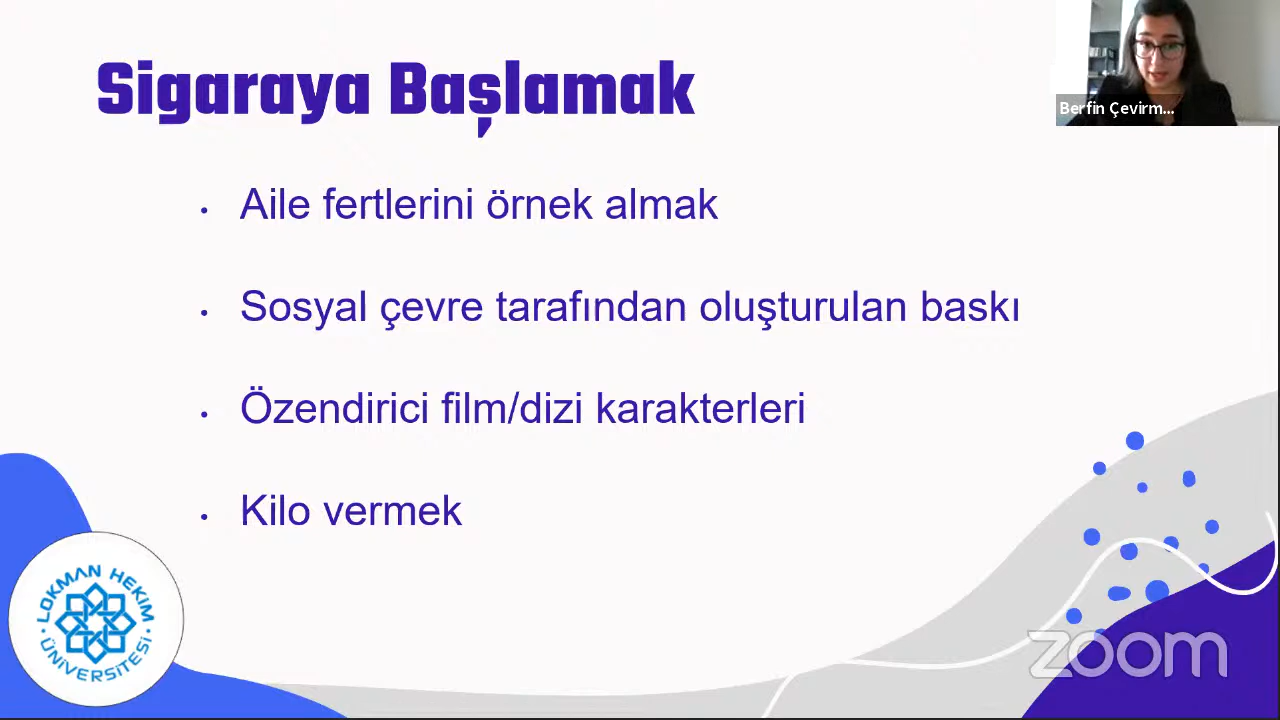 Sigaraya Başlamak
Berfin Çevirm...
• Aile fertlerini örnek almak
• Sosyal çevre tarafından oluşturulan baskı
• Özendirici film/dizi karakterleri
• Kilo vermek
LOKMAN HEKİM
· ÜNİVERSİTESİ ·
zoom